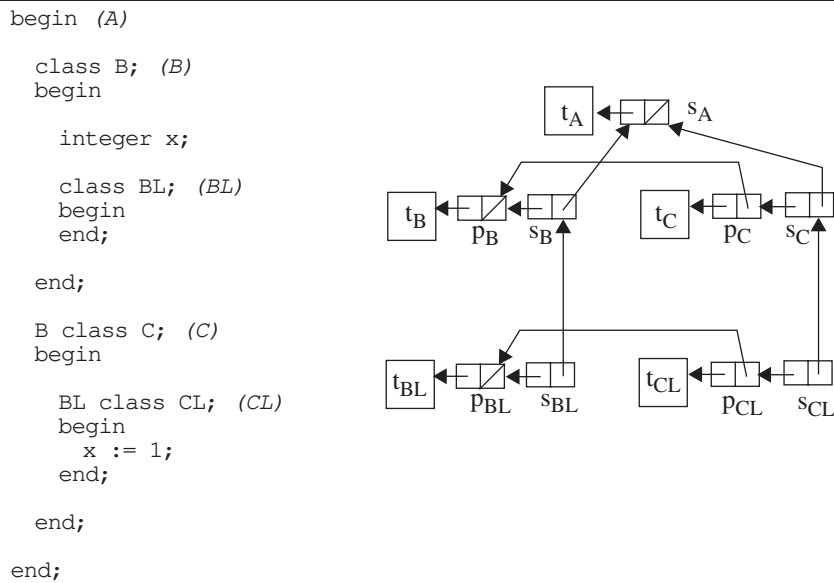 begin (A)
class B; (B)
begin
integer x;
class BL; (BL)
begin
end;
end;
B class C; (C)
begin
BL class CL; (CL)
begin
x := 1;
end;
end;
end;
tA sA
tB tC
pB sB pC sC
tBL tCL
pBL sBL pCL sCL